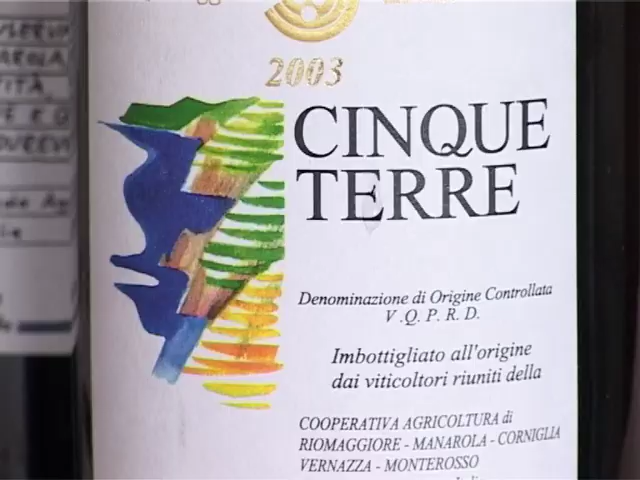 2003
CINQUE
TERRE
Denominazione di Origine Controllata
V.Q.P.R.D.
Imbottigliato all'origine
dai viticoltori riuniti della
COOPERATIVA AGRICOLTURA di
RIOMAGGIORE - MANAROLA - CORNIGLIA
VERNAZZA - MONTEROSSO